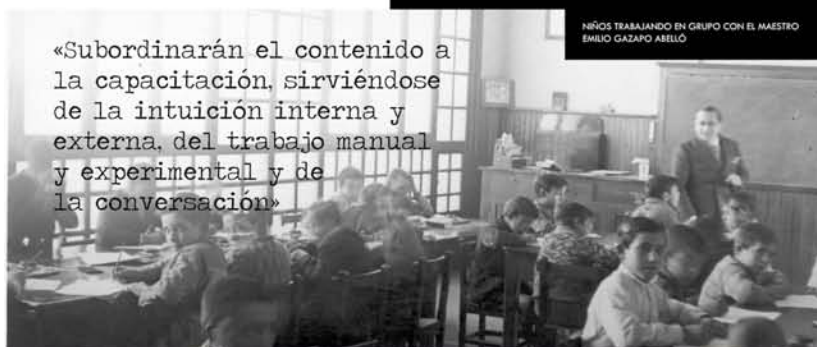 NIÑOS TRABAJANDO EN GRUPO CON EL MAESTRO
EMILIO GAZAPO ABELLÓ
«Subordinarán el contenido a
la capacitación, sirviéndose
de la intuición interna y
externa, del trabajo manual
y experimental y de
la conversación»